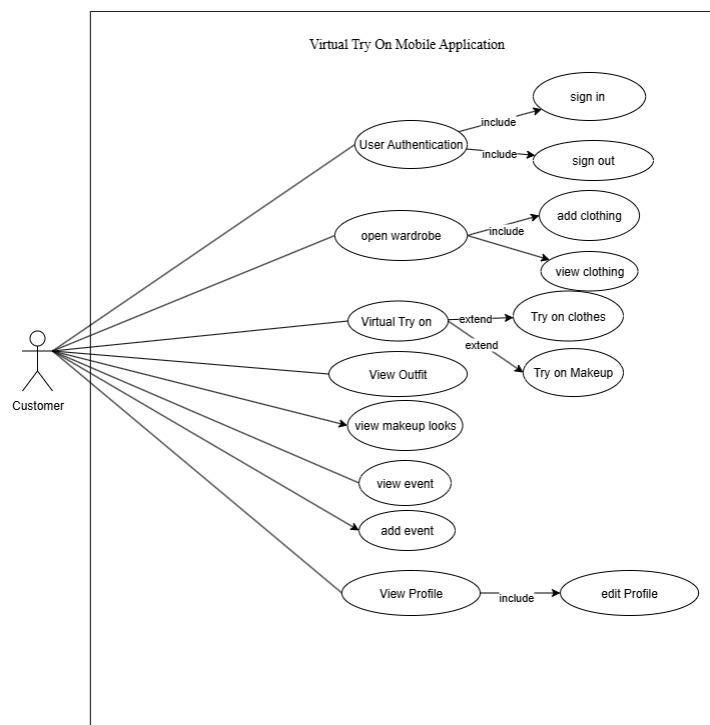 Virtual Try On Mobile Application
sign in
include
User Authentication
include
sign out
add clothing
open wardrobe
include
view clothing
Virtual Try on
extend
Try on clothes
extend
View Outfit
Try on Makeup
Customer
view makeup looks
view event
add event
View Profile
include
edit Profile